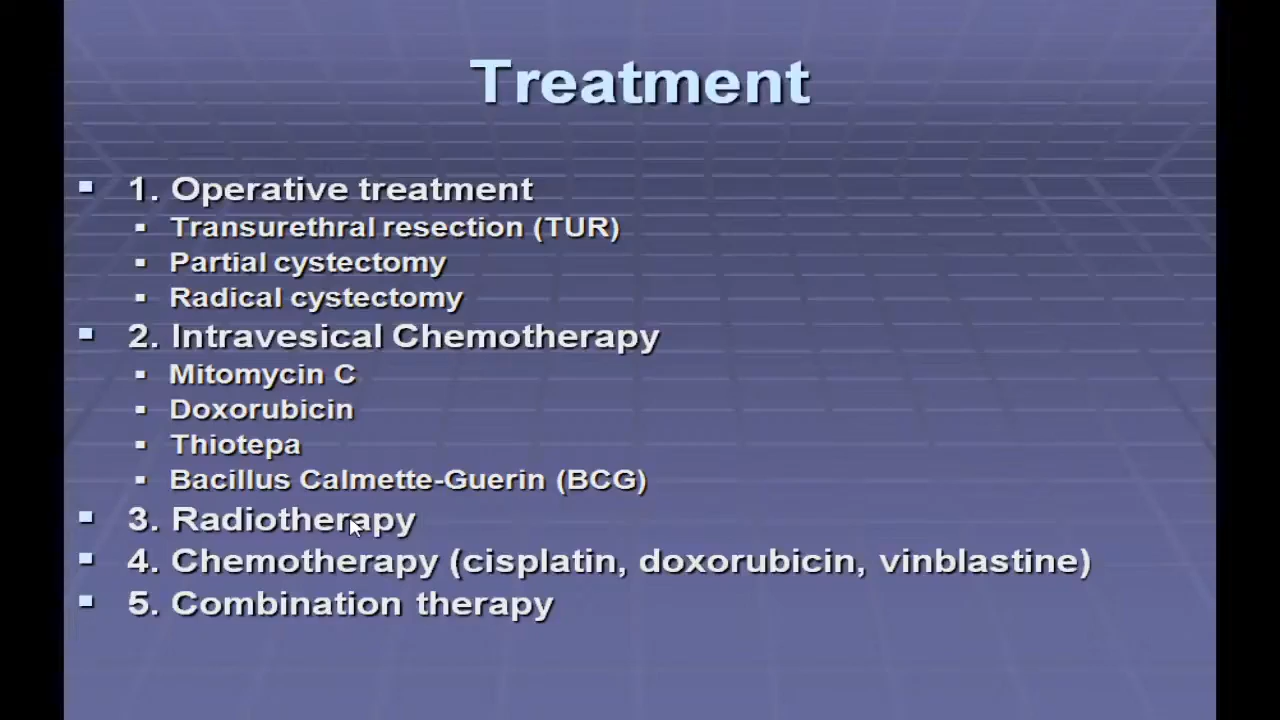 Treatment
1. Operative treatment
Transurethral resection (TUR)
Partial cystectomy
Radical cystectomy
2. Intravesical Chemotherapy
Mitomycin C
Doxorubicin
Thiotepa
Bacillus Calmette-Guerin (BCG)
3. Radiotherapy
4. Chemotherapy (cisplatin, doxorubicin, vinblastine)
5. Combination therapy